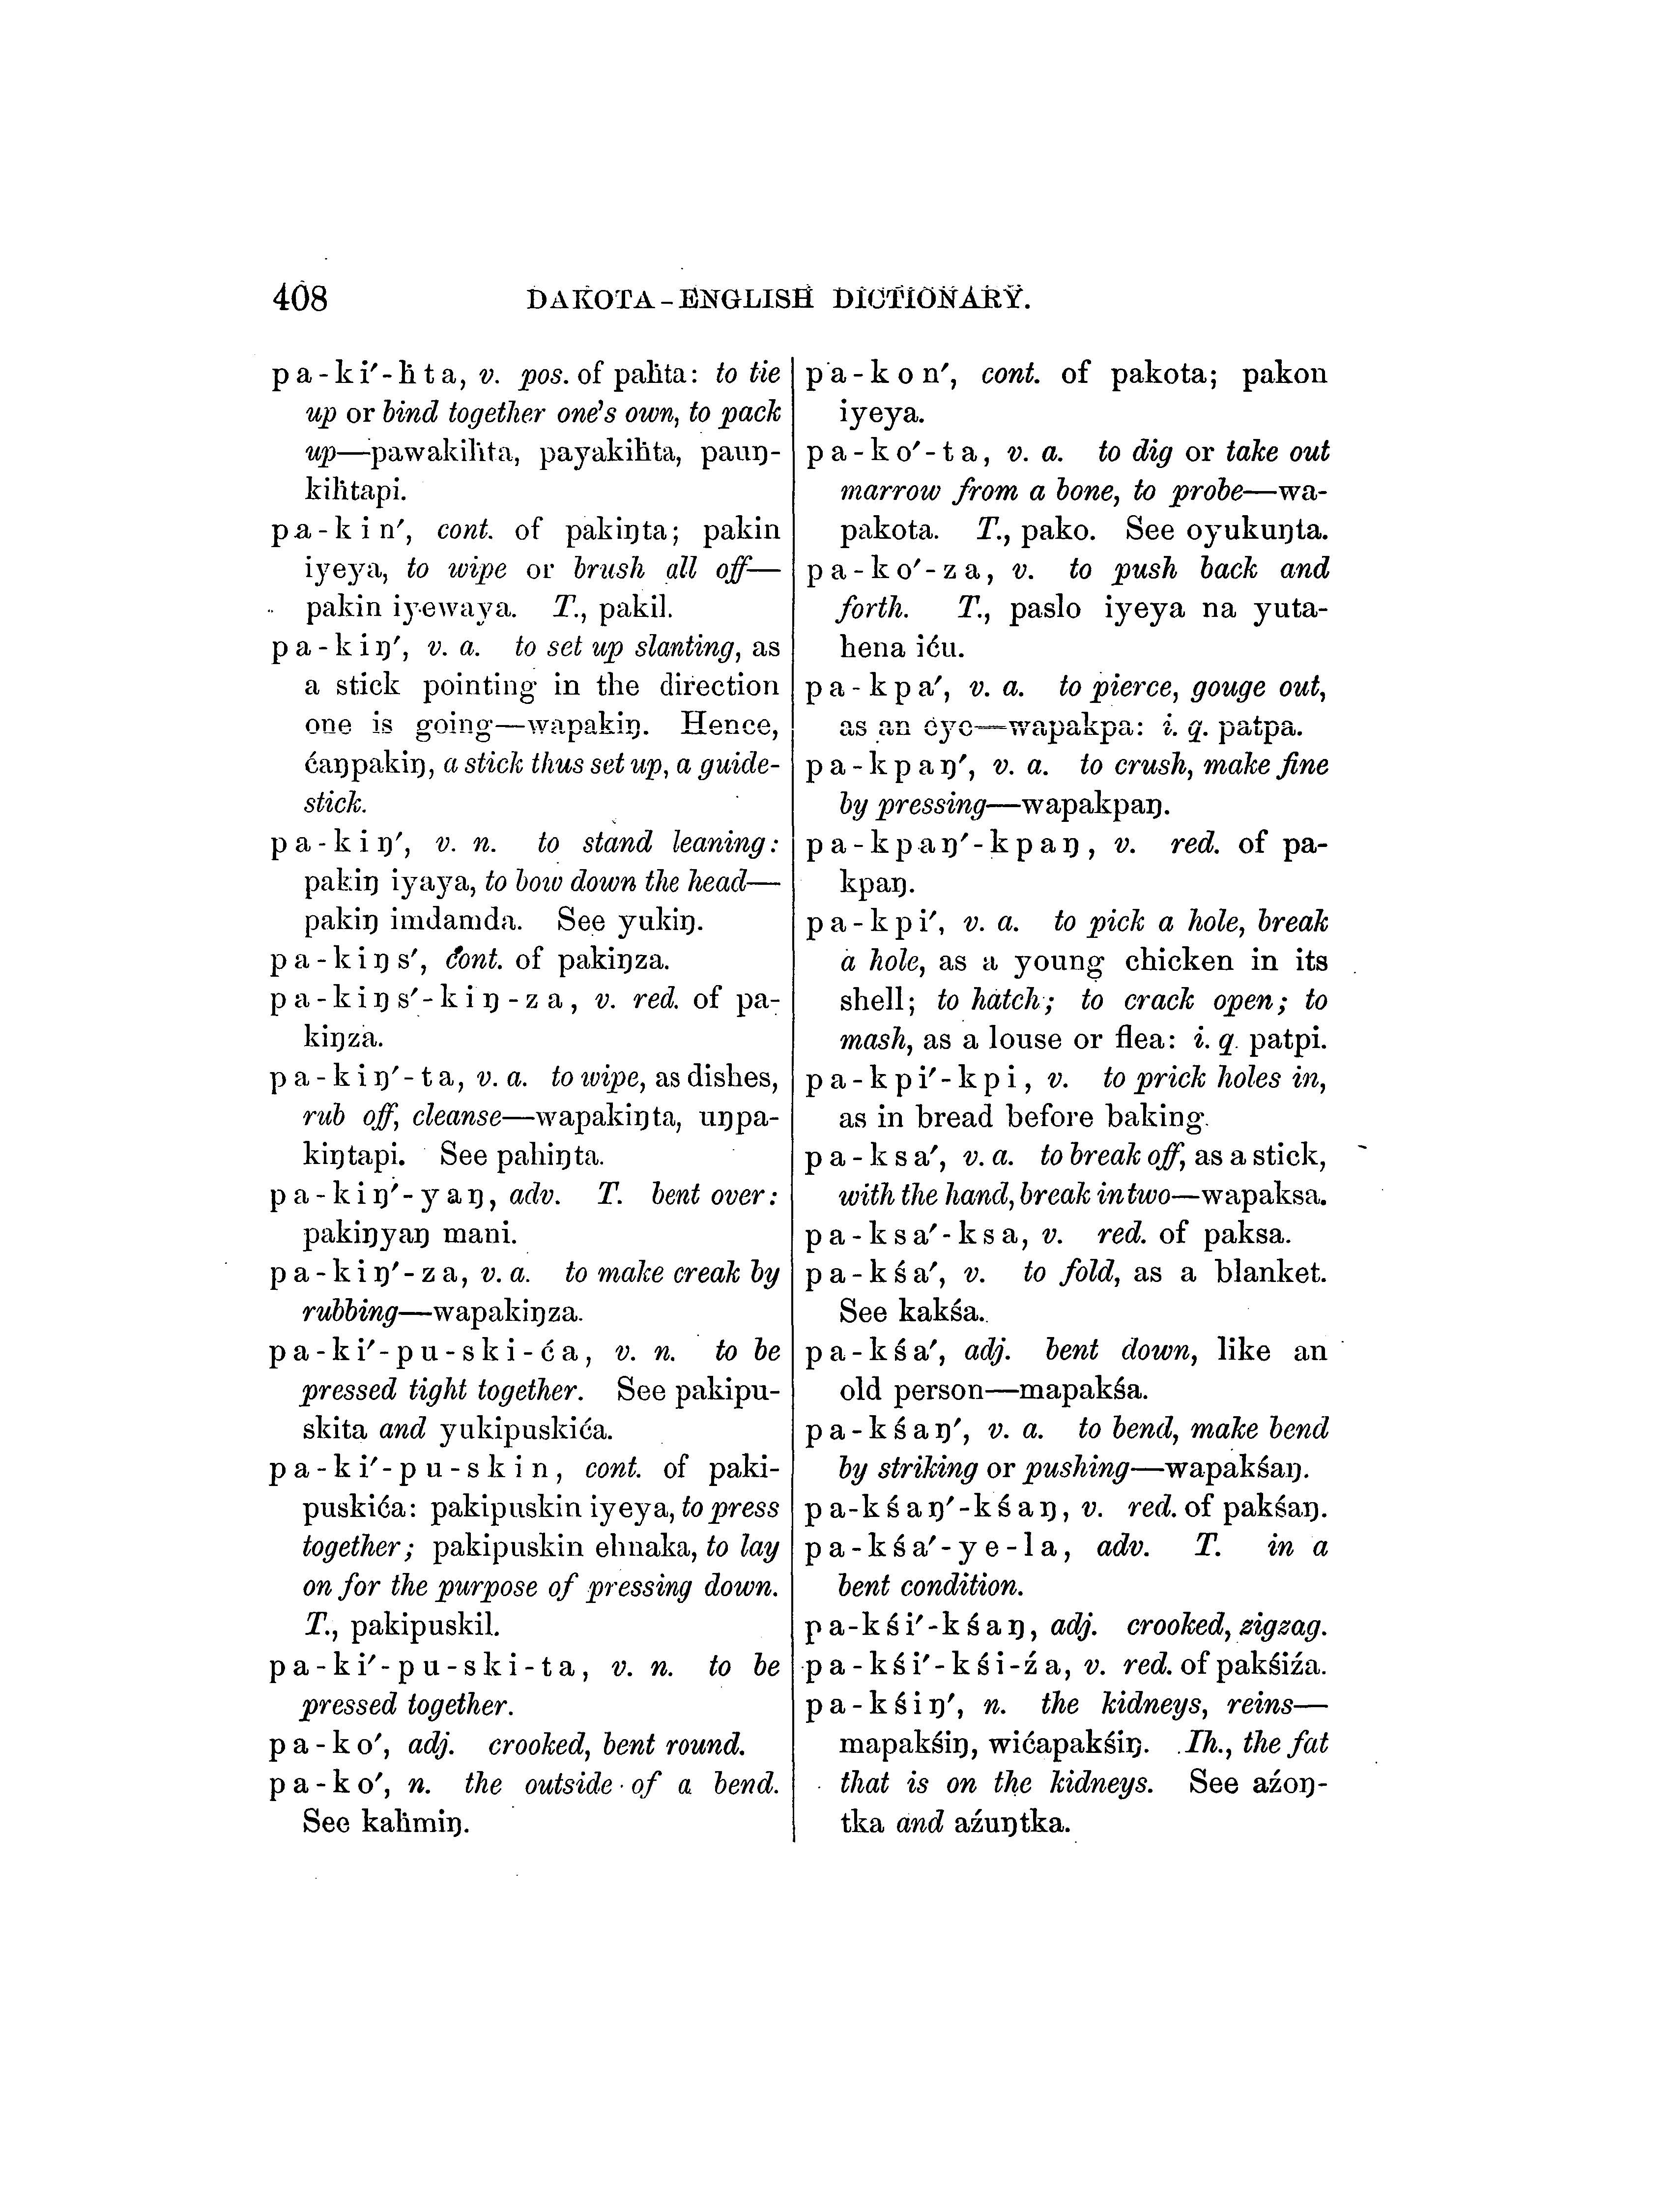 408
DAKOTA-ENGLISH DICTIONARY.
pa-ki′-ḣta, v. pos. of paḣta: to tie
up or bind together one's own, to pack
up—pawakiḣta, payakiḣta, pauŋ-
kiḣtapi.
pa-kin′, cont. of pakiŋta; pakin
iyeya, to wipe or brush all off—
pakin iyewaya. T., pakil.
pa-kiŋ′, v. a. to set up slanting, as
a stick pointing in the direction
one is going—wapakiŋ. Hence,
ćaŋpakiŋ, a stick thus set up, a guide-
stick.
pa-kiŋ′, v. n. to stand leaning:
pakiŋ iyaya, to bow down the head—
pakiŋ imdamda. See yukiŋ.
pa-kiŋs′, cont. of pakiŋza.
pa-kiŋs′-kiŋ-za, v. red. of pa-
kiŋza.
pa-kiŋ′-ta, v. a. to wipe, as dishes,
rub off, cleanse—wapakiŋta, uŋpa-
kiŋtapi. See pahiŋta.
pa-kiŋ′-yaŋ, adv. T. bent over:
pakiŋyaŋ mani.
pa-kiŋ′-za, v. a. to make creak by
rubbing—wapakiŋza.
pa-ki′-pu-ski-ća, v. n. to be
pressed tight together. See pakipu-
skita and yukipuskića.
pa-ki′-pu-skin, cont. of paki-
puskića: pakipuskin iyeya, to press
together; pakipuskin ehnaka, to lay
on for the purpose of pressing down.
T., pakipuskil.
pa-ki′-pu-ski-ta, v. n. to be
pressed together.
pa-ko′, adj. crooked, bent round.
pa-ko′, n. the outside of a bend.
See kaḣmiŋ.
pa-kon′, cont. of pakota; pakon
iyeya.
pa-ko′-ta, v. a. to dig or take out
marrow from a bone, to probe—wa-
pakota. T., pako. See oyukuŋta.
pa-ko′-za, v. to push back and
forth. T., paslo iyeya na yuta-
hena iću.
pa-kpa′, v. a. to pierce, gouge out,
as an eye—wapakpa: i. q. patpa.
pa-kpaŋ′, v. a. to crush, make fine
by pressing—wapakpaŋ.
pa-kpaŋ′-kpaŋ, v. red. of pa-
kpaŋ.
pa-kpi′, v. a. to pick a hole, break
a hole, as a young chicken in its
shell; to hatch; to crack open; to
mash, as a louse or flea: i. q. patpi.
pa-kpi′-kpi, v. to prick holes in,
as in bread before baking.
pa-ksa′, v. a. to break off, as a stick,
with the hand, break in two—wapaksa.
pa-ksa′-ksa, v. red. of paksa.
pa-kśa′, v. to fold, as a blanket.
See kakśa.
pa-kśa′, adj. bent down, like an
old person—mapakśa.
pa-kśaŋ′, v. a. to bend, make bend
by striking or pushing—wapakśaŋ.
pa-kśaŋ′-kśaŋ, v. red. of pakśaŋ.
pa-kśa′-ye-la, adv. T. in a
bent condition.
pa-kśi′-kśaŋ, adj. crooked, zigzag.
pa-kśi′-kśi-źa, v. red. of pakśiźa.
pa-kśiŋ′, n. the kidneys, reins—
mapakśiŋ, wićapakśiŋ. Ih., the fat
that is on the kidneys. See aźoŋ-
tka and aźuŋtka.